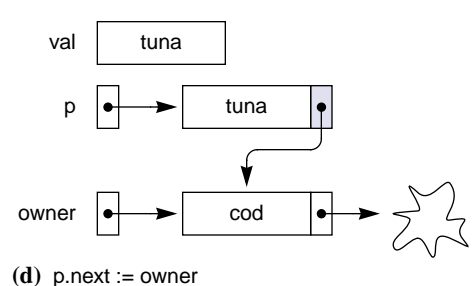 val tuna
p tuna
owner cod
(d) p.next := owner